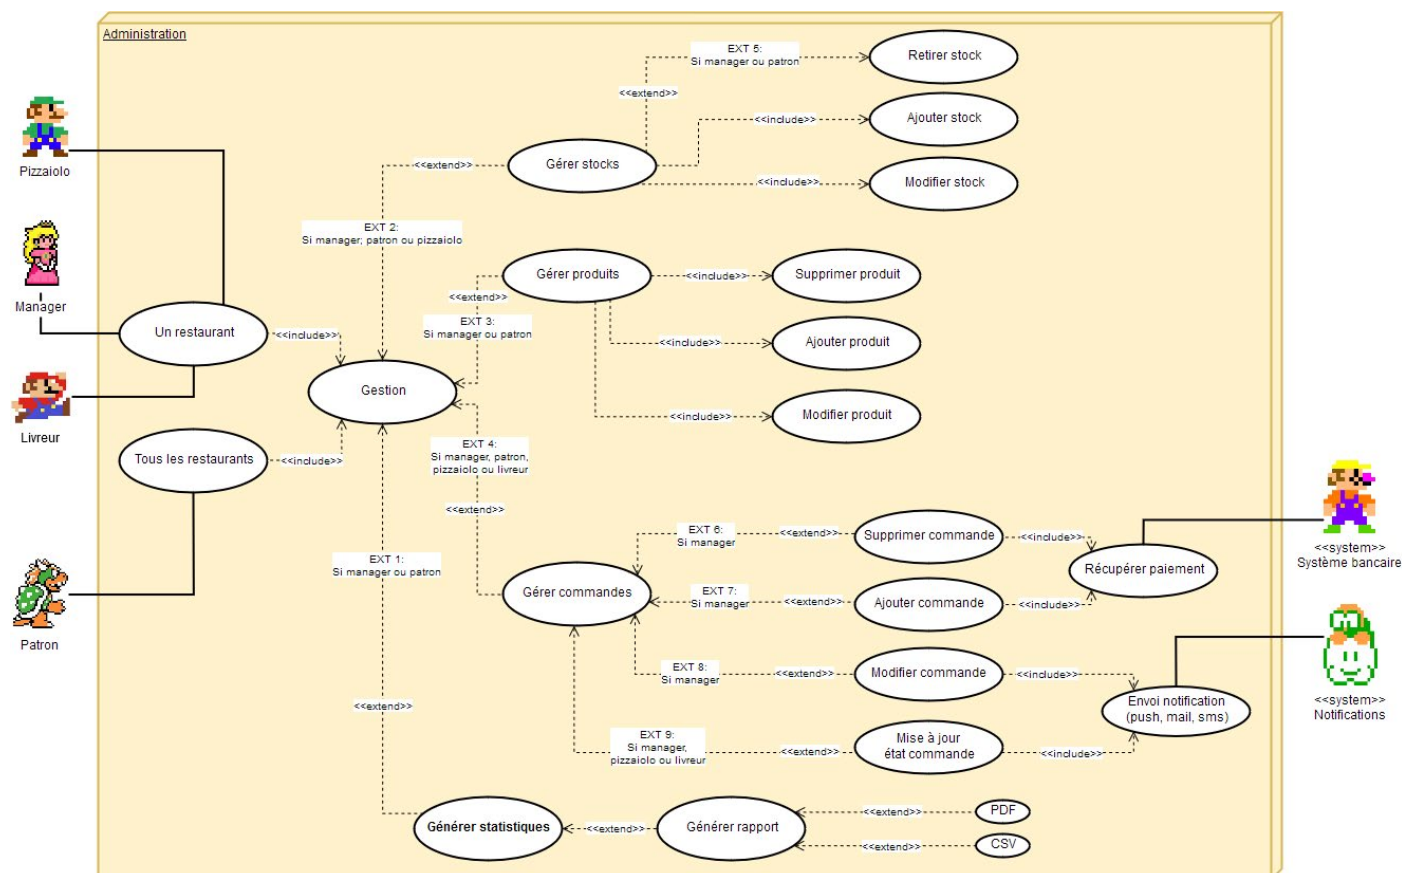 Administration
EXT 5:
Si manager ou patron
Retirer stock
<<extend>>
Pizzaiolo
<<include>>
Ajouter stock
<<extend>>
Gérer stocks
<<include>>
Modifier stock
EXT 2:
Si manager; patron ou pizzaiolo
Manager
Gérer produits
<<include>>
Supprimer produit
<<extend>>
EXT 3:
Si manager ou patron
Un restaurant
<<include>>
<<include>>
Ajouter produit
Gestion
<<include>>
Modifier produit
Livreur
EXT 4:
Si manager, patron,
pizzaiolo ou livreur
Tous les restaurants
<<include>>
<<extend>>
EXT 6:
Si manager
<<extend>>
Supprimer commande
<<include>>
<<system>>
Système bancaire
EXT 1:
Si manager ou patron
Récupérer paiement
Gérer commandes
EXT 7:
Si manager
<<extend>>
Ajouter commande
<<include>>
Patron
EXT 8:
Si manager
<<extend>>
Modifier commande
<<include>>
<<extend>>
Envoi notification
(push, mail, sms)
<<system>>
Notifications
EXT 9:
Si manager,
pizzaiolo ou livreur
<<extend>>
Mise à jour
état commande
<<include>>
Générer statistiques
<<extend>>
Générer rapport
<<extend>>
PDF
<<extend>>
CSV